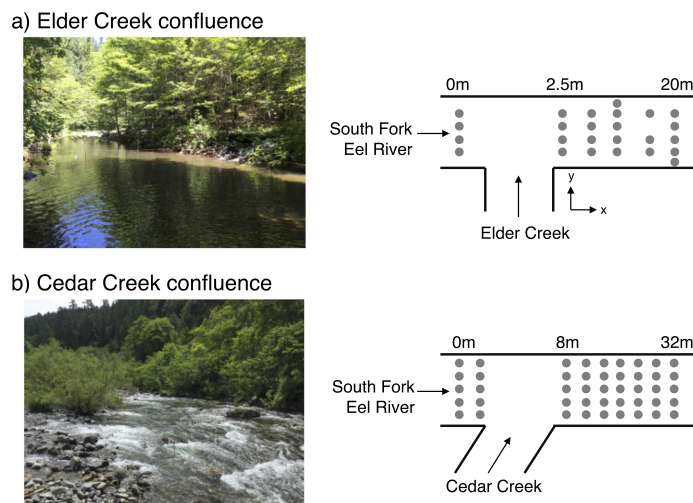 a) Elder Creek confluence
0m 2.5m 20m
South Fork
Eel River
y
x
Elder Creek
b) Cedar Creek confluence
0m 8m 32m
South Fork
Eel River
Cedar Creek